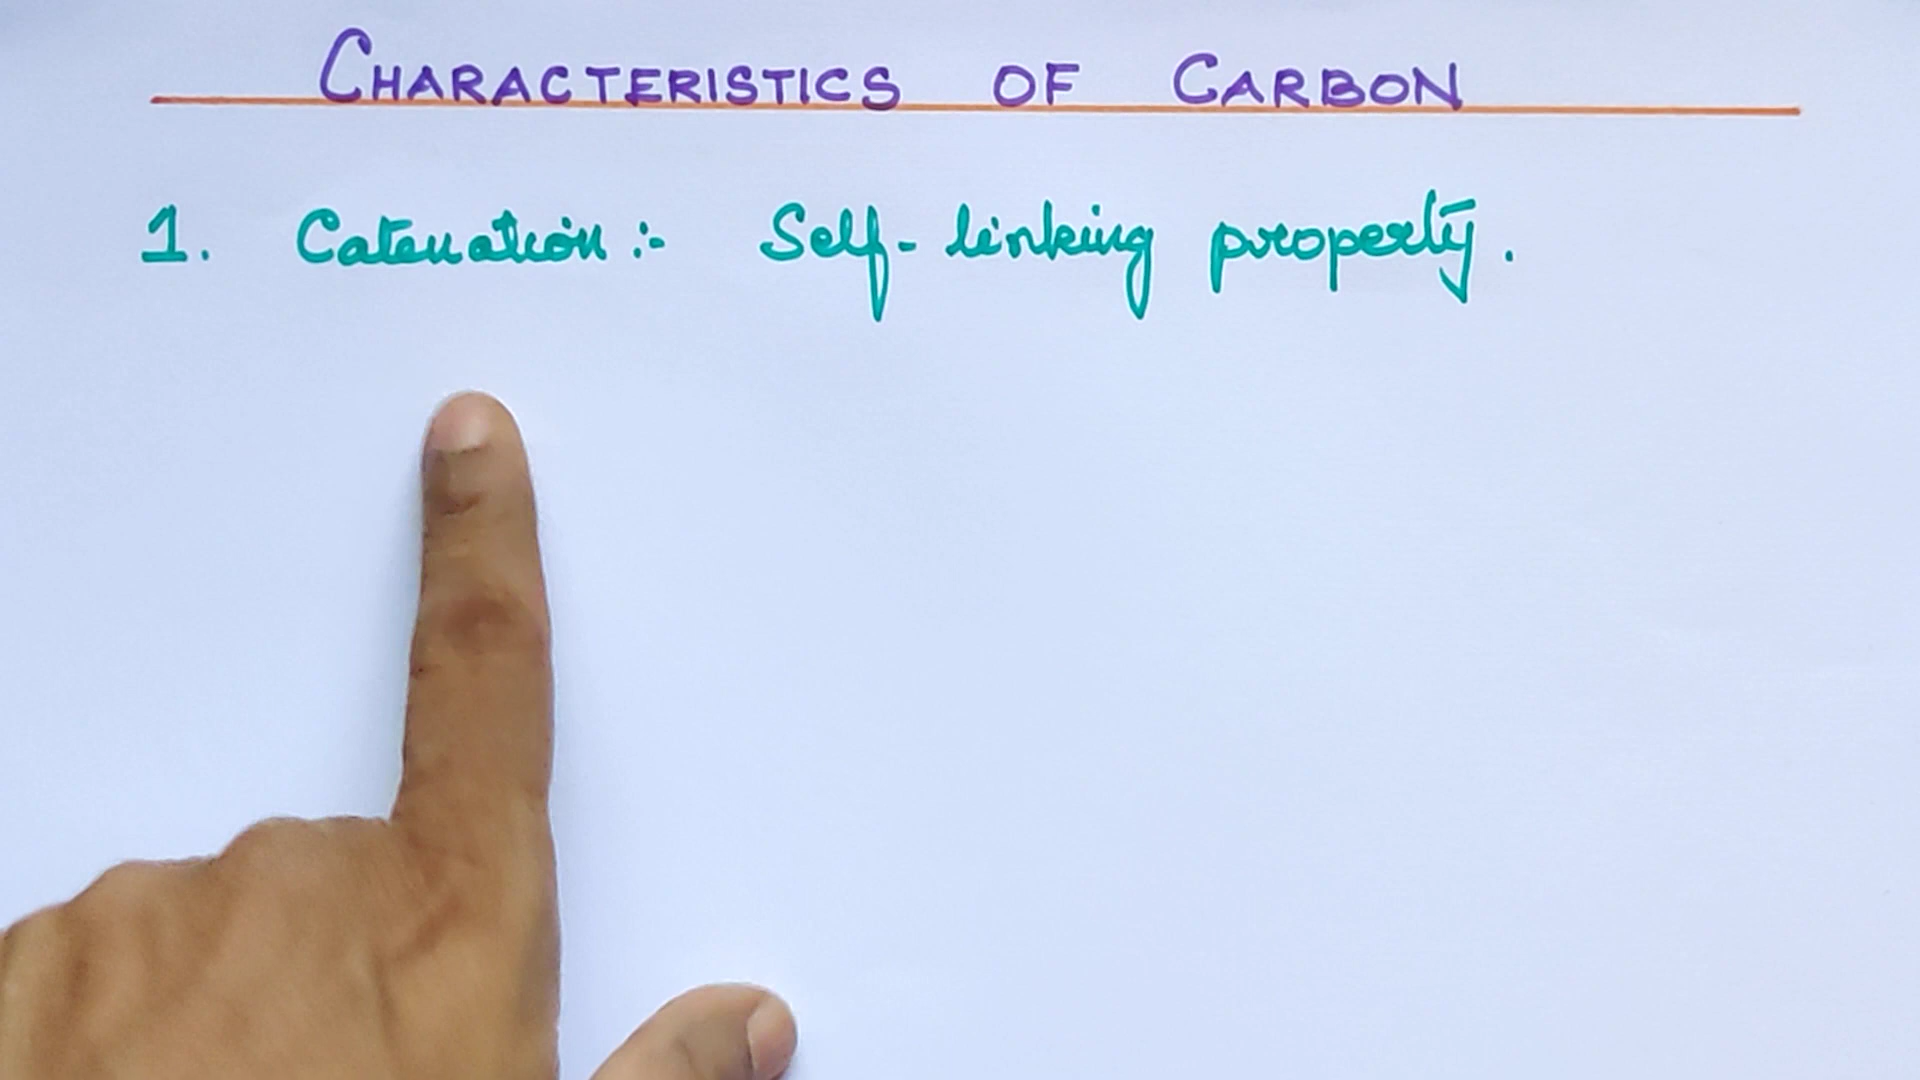 CHARACTERISTICS OF CARBON
1. Catenation :- Self-linking property.